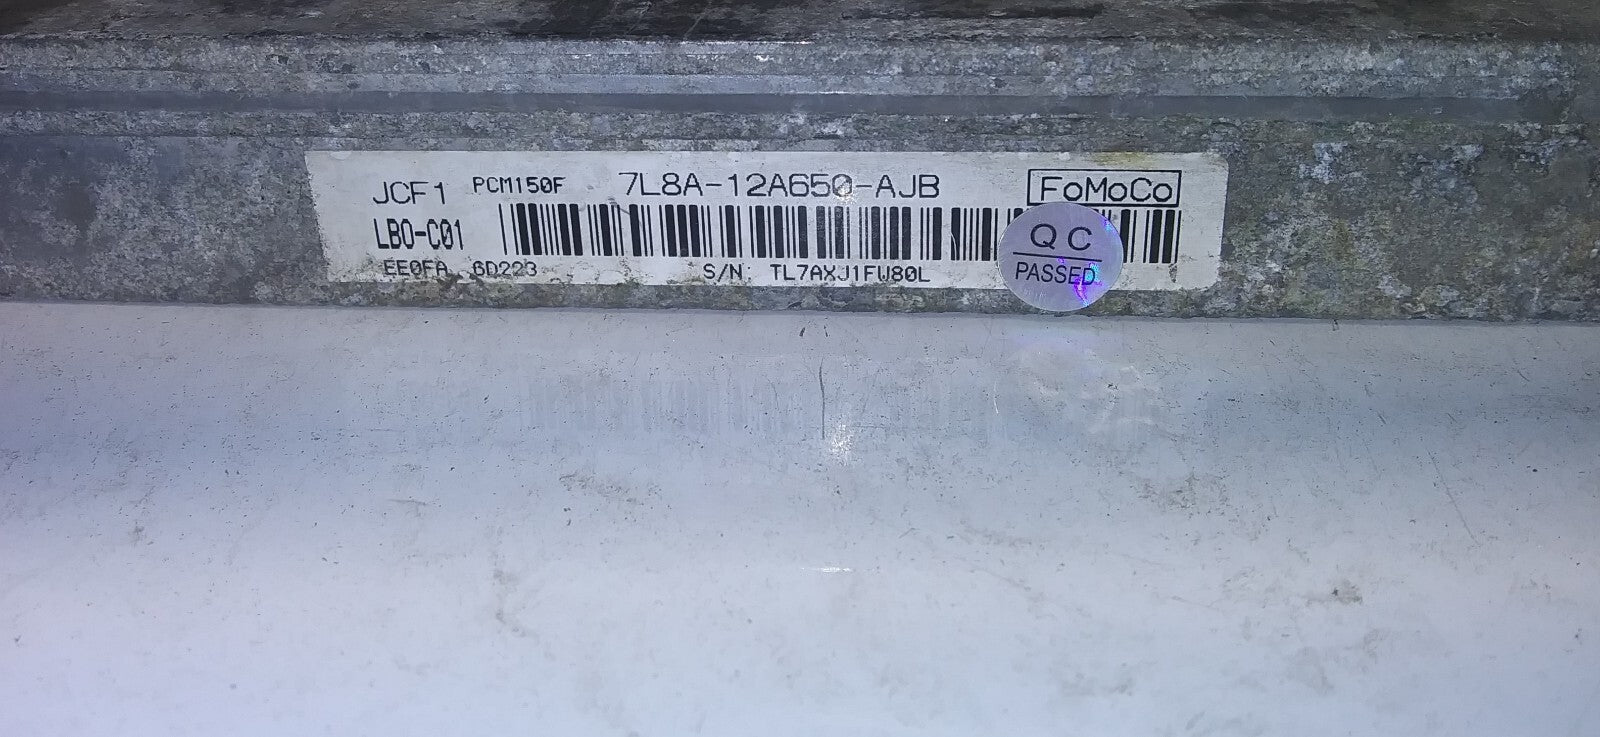 JCF1 PCM150F 7L8A-12A650-AJB FoMoCo
LB0-C01
EE0FA 6D223 S/N: TL7AXJ1FW80L
QC
PASSED